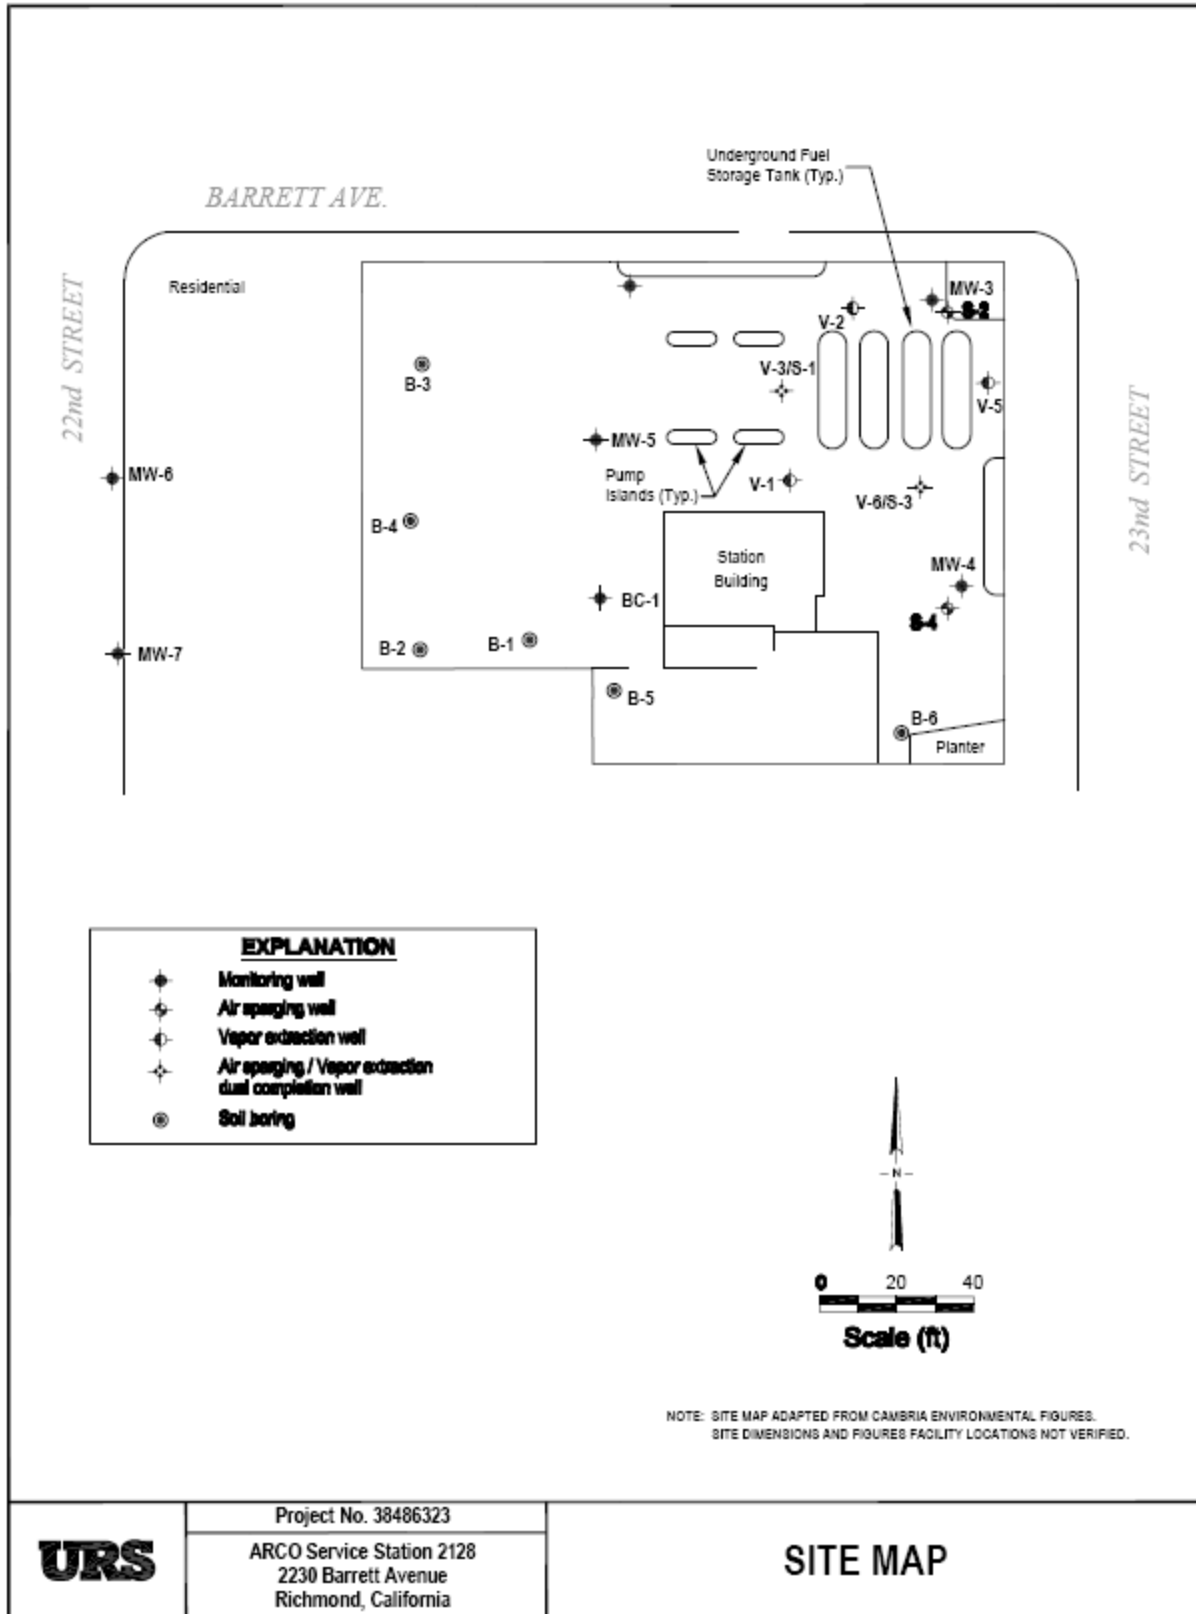 Underground Fuel
Storage Tank (Typ.)
BARRETT AVE.
22nd STREET
Residential
MW-3
S-2
V-2
V-3/S-1
B-3
V-5
23nd STREET
MW-5
MW-6
Pump
Islands (Typ.)
V-1
V-6/S-3
B-4
Station
Building
MW-4
BC-1
S-4
B-2
B-1
MW-7
B-5
B-6
Planter
EXPLANATION
Monitoring well
Air sparging well
Vapor extraction well
Air sparging / Vapor extraction
dual completion well
Soil boring
N
0 20 40
Scale (ft)
NOTE: SITE MAP ADAPTED FROM CAMBRIA ENVIRONMENTAL FIGURES.
SITE DIMENSIONS AND FIGURES FACILITY LOCATIONS NOT VERIFIED.
URS
Project No. 38486323
ARCO Service Station 2128
2230 Barrett Avenue
Richmond, California
SITE MAP